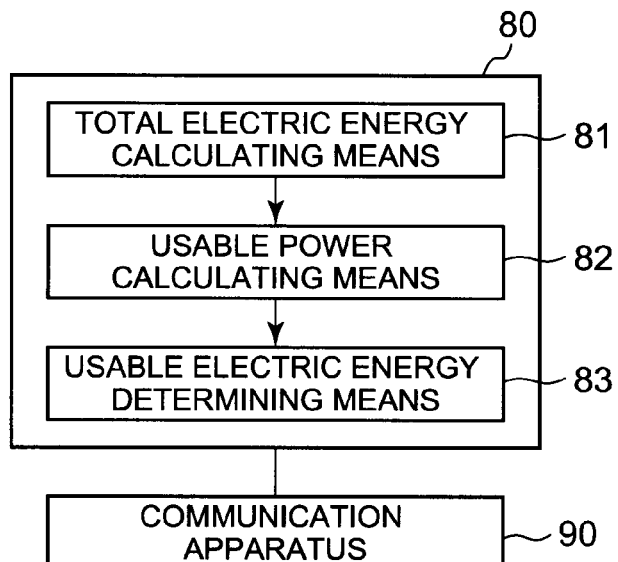 80
TOTAL ELECTRIC ENERGY
CALCULATING MEANS
81
USABLE POWER
CALCULATING MEANS
82
USABLE ELECTRIC ENERGY
DETERMINING MEANS
83
COMMUNICATION
APPARATUS
90